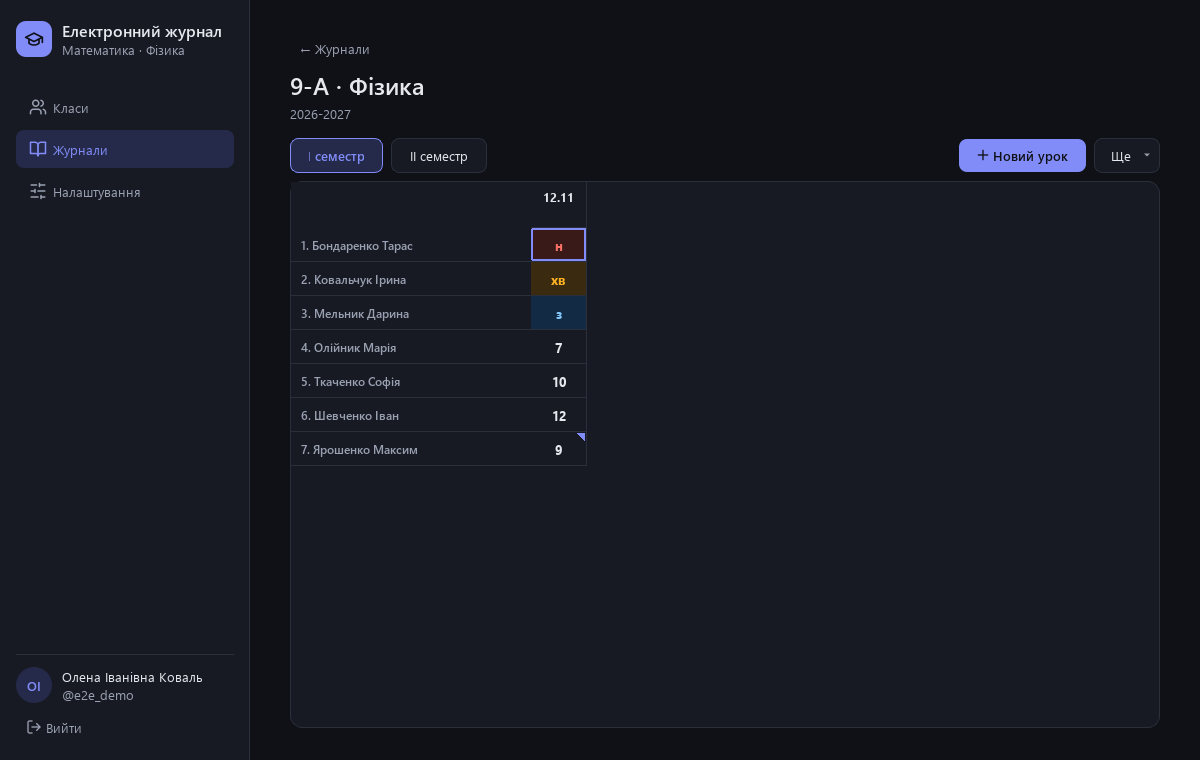 Електронний журнал
Математика · Фізика
Класи
Журнали
Налаштування
Олена Іванівна Коваль
@e2e_demo
ОІ
Вийти
← Журнали
9-А · Фізика
2026-2027
І семестр
ІІ семестр
+ Новий урок
Ще
12.11
1. Бондаренко Тарас н
2. Ковальчук Ірина хв
3. Мельник Дарина з
4. Олійник Марія 7
5. Ткаченко Софія 10
6. Шевченко Іван 12
7. Ярошенко Максим 9